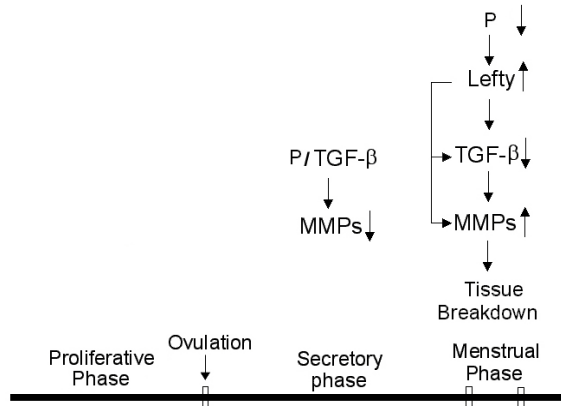 P
Lefty
P/TGF-β
TGF-β
MMPs
MMPs
Tissue
Breakdown
Ovulation
Proliferative
Phase
Secretory
phase
Menstrual
Phase